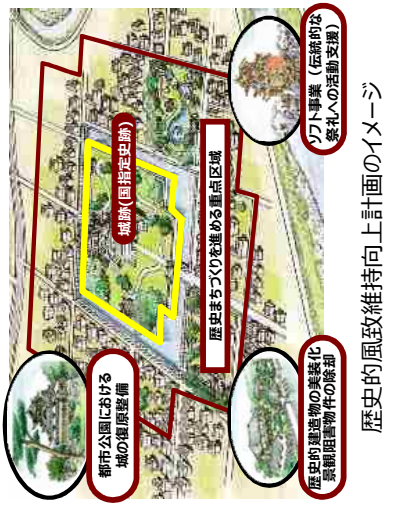 都市公園における
城の復原整備
城跡(国指定史跡)
ソフト事業（伝統的な
祭礼への活動支援）
歴史まちづくりを進める重点区域
歴史的建造物の美装化
景観阻害物件の除却
歴史的風致維持向上計画のイメージ